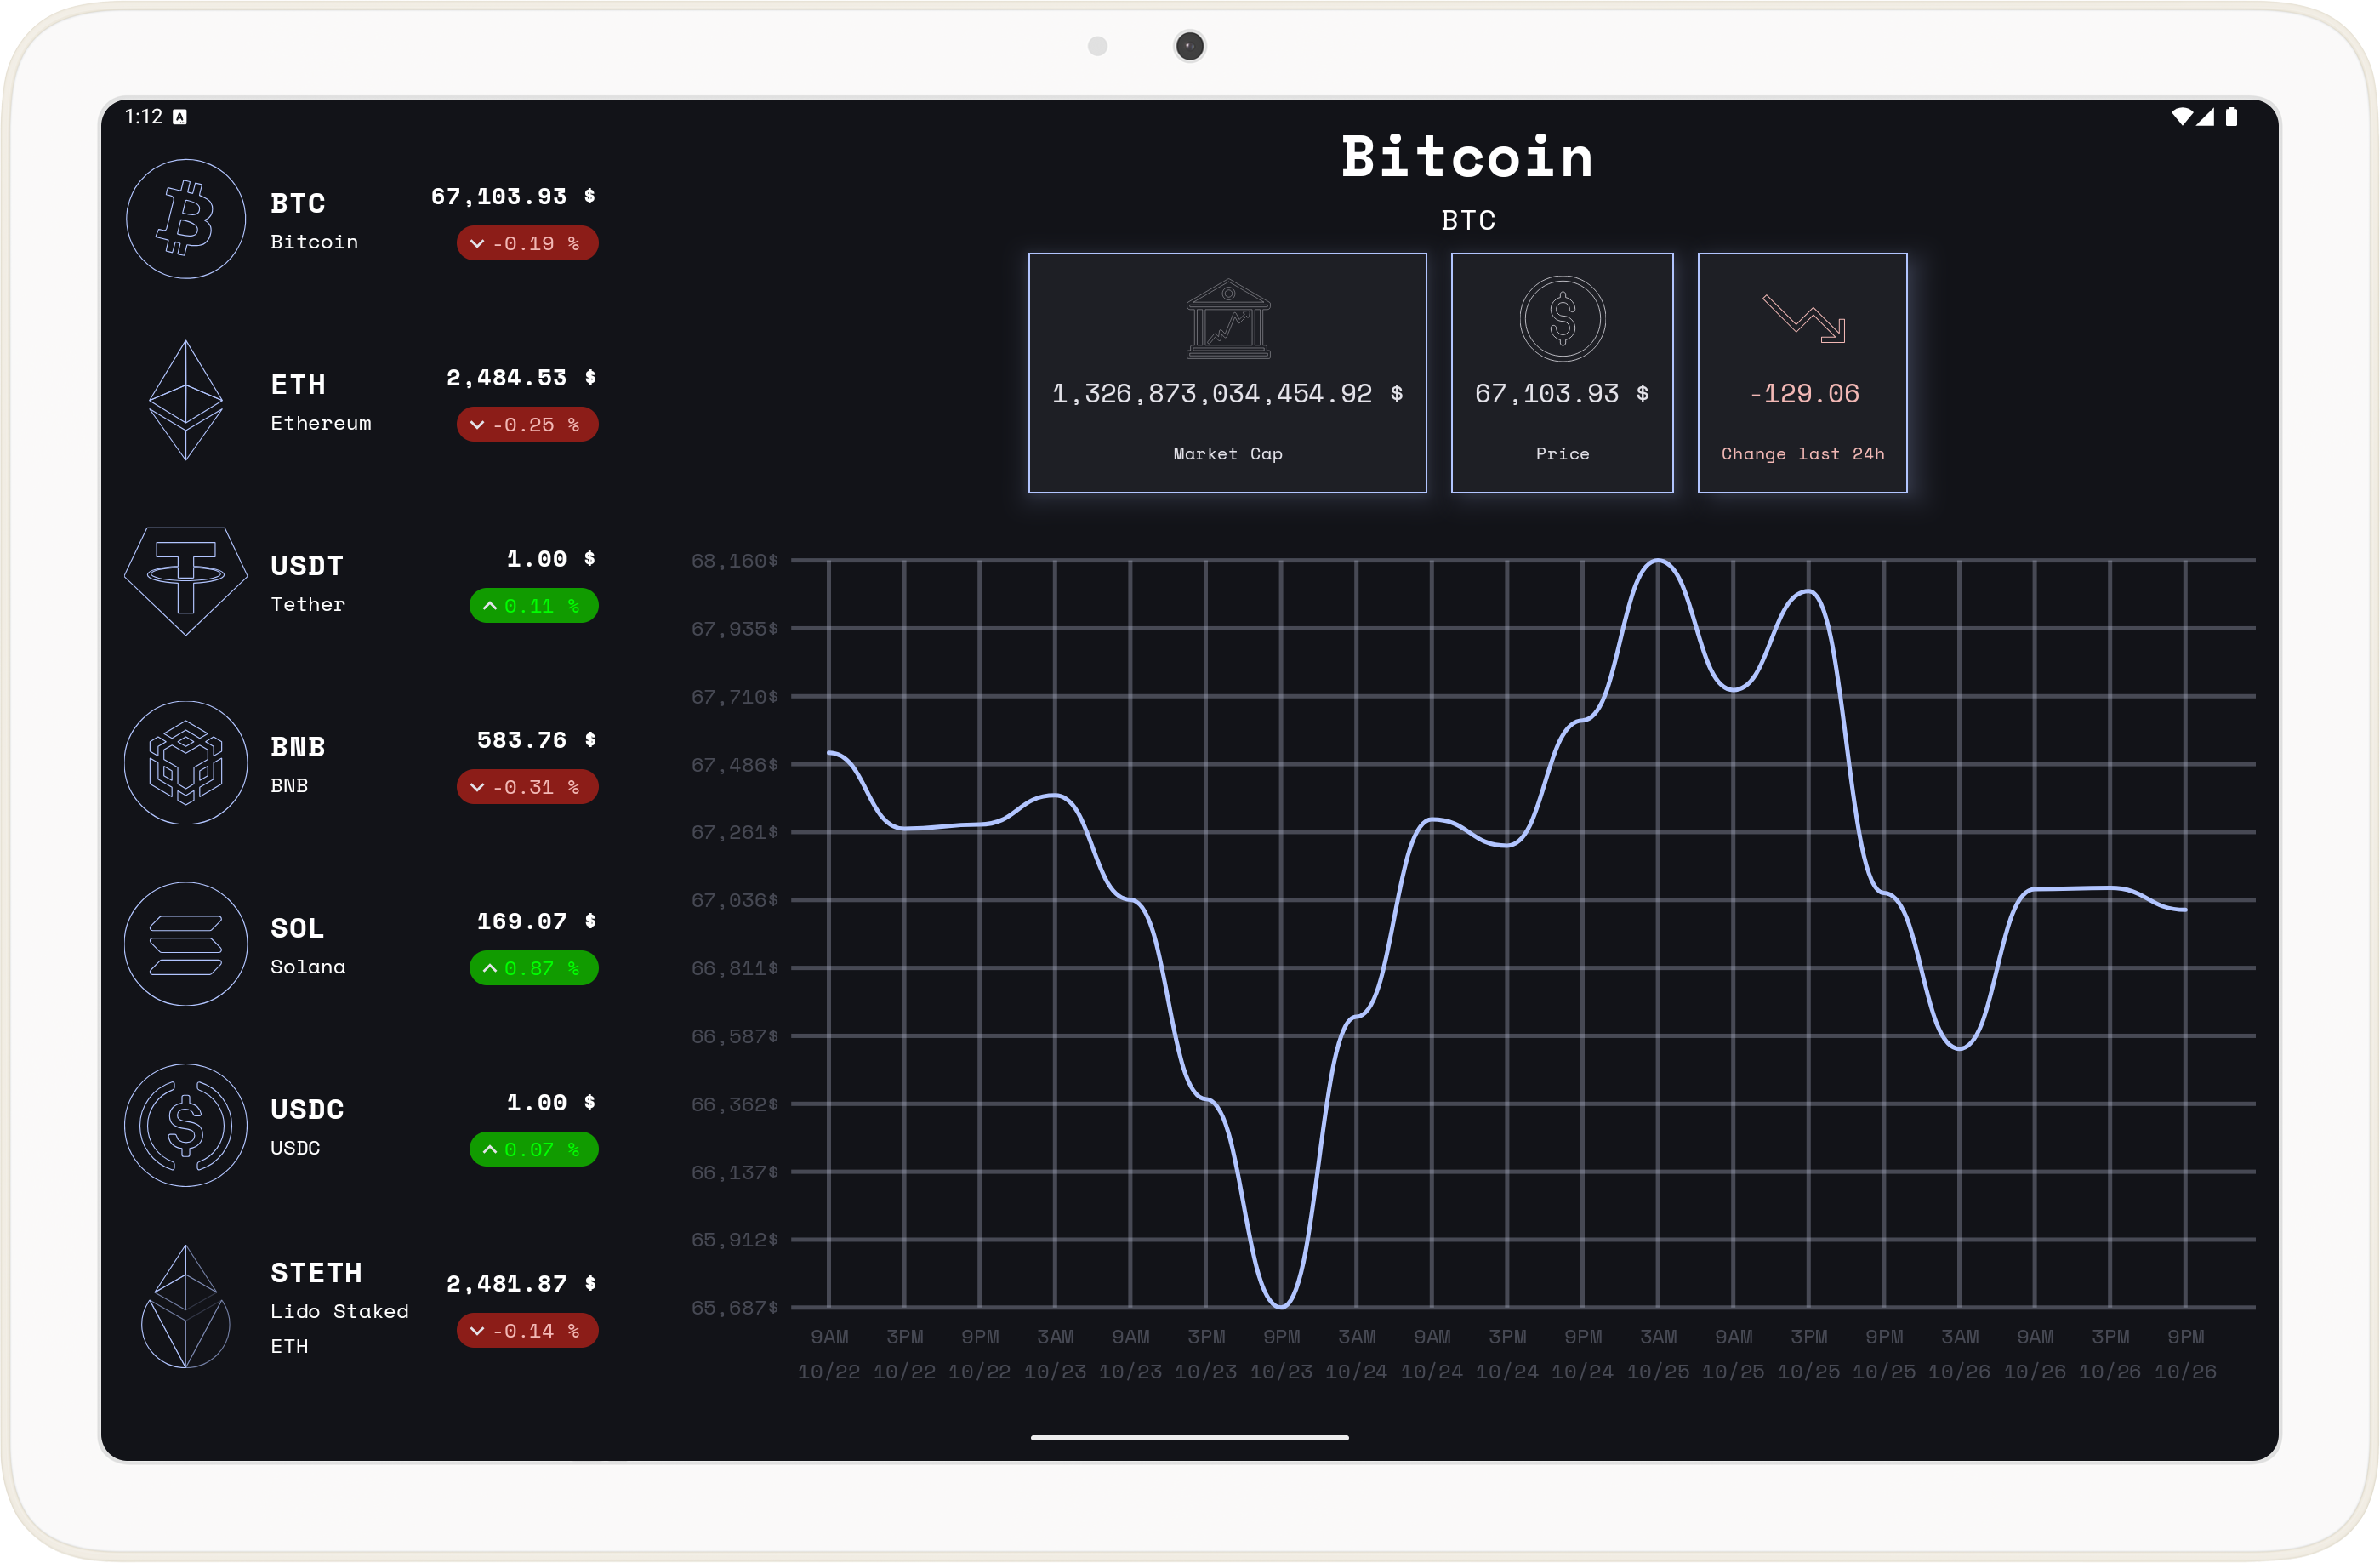 1:12
BTC
Bitcoin
67,103.93 $
-0.19 %
ETH
Ethereum
2,484.53 $
-0.25 %
USDT
Tether
1.00 $
0.11 %
BNB
BNB
583.76 $
-0.31 %
SOL
Solana
169.07 $
0.87 %
USDC
USDC
1.00 $
0.07 %
STETH
Lido Staked
ETH
2,481.87 $
-0.14 %
Bitcoin
BTC
1,326,873,034,454.92 $
Market Cap
67,103.93 $
Price
-129.06
Change last 24h
68,160$
67,935$
67,710$
67,486$
67,261$
67,036$
66,811$
66,587$
66,362$
66,137$
65,912$
65,687$
9AM 3PM 9PM 3AM 9AM 3PM 9PM 3AM 9AM 3PM 9PM 3AM 9AM 3PM 9PM 3AM 9AM 3PM 9PM
10/22 10/22 10/22 10/23 10/23 10/23 10/23 10/24 10/24 10/24 10/24 10/25 10/25 10/25 10/25 10/26 10/26 10/26 10/26